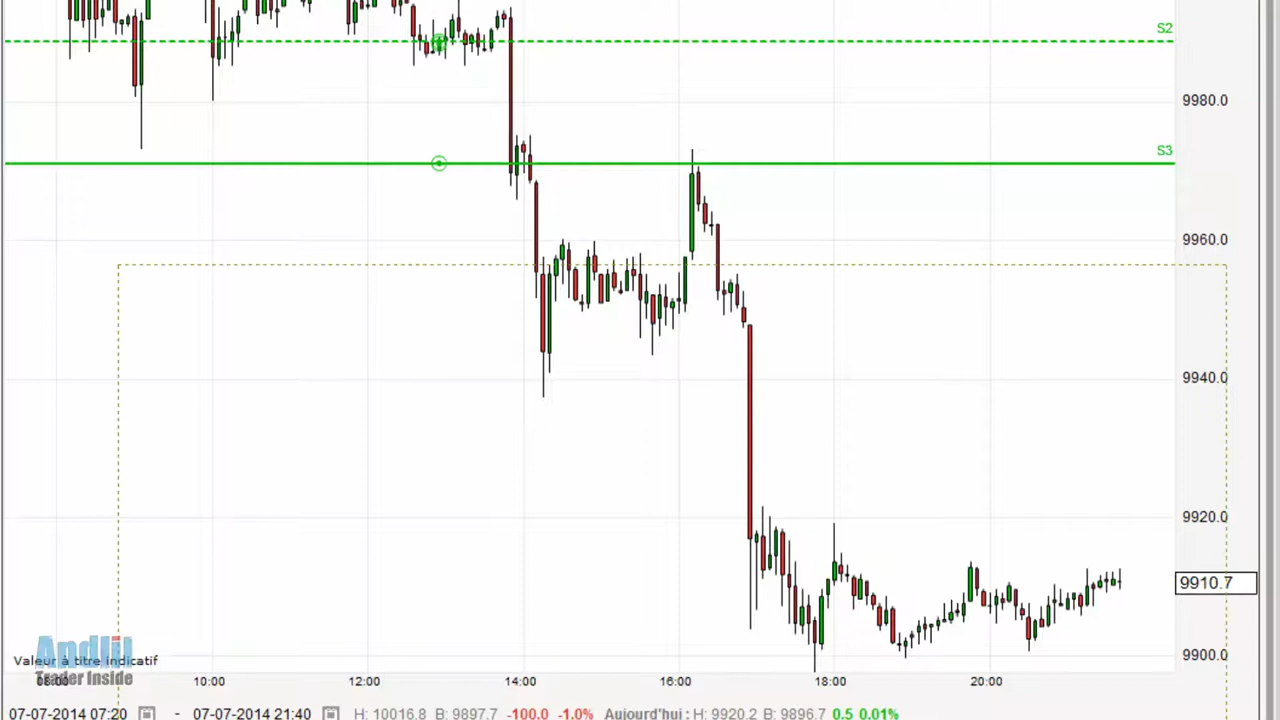 S2
9980.0
S3
9960.0
9940.0
9920.0
9910.7
Andlil
Valeur à titre indicatif
9900.0
Trader Inside
08:00 10:00 12:00 14:00 16:00 18:00 20:00
07-07-2014 07:20 - 07-07-2014 21:40 H: 10016.8 B: 9897.7 -100.0 -1.0% Aujourd'hui : H: 9920.2 B: 9896.7 0.5 0.01%